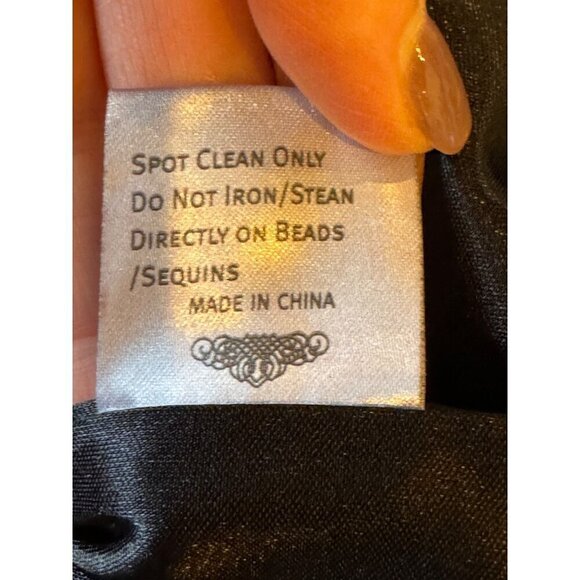 SPOT CLEAN ONLY
DO NOT IRON/STEAN
DIRECTLY ON BEADS
/SEQUINS
MADE IN CHINA